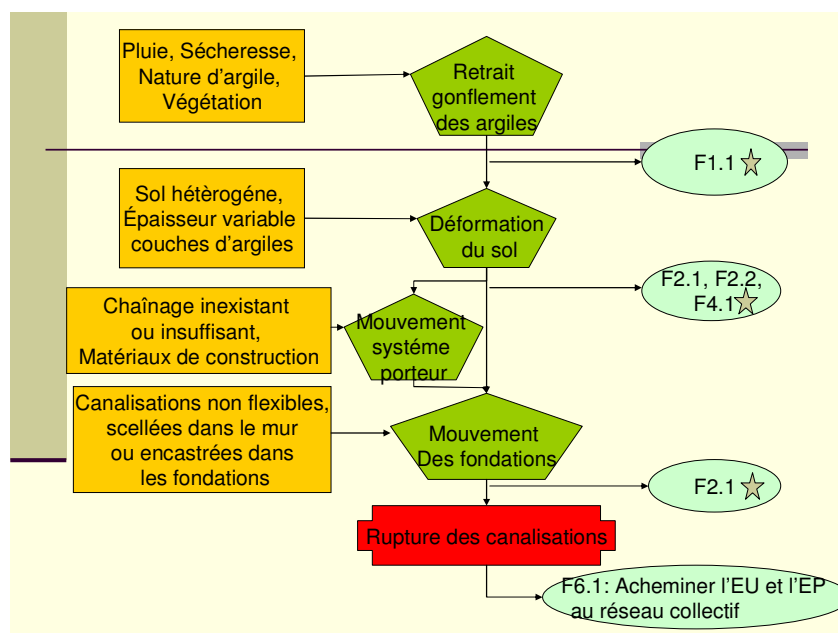 Pluie, Sécheresse,
Nature d'argile,
Végétation
Retrait
gonflement
des argiles
F1.1
Sol hétèrogéne,
Épaisseur variable
couches d'argiles
Déformation
du sol
F2.1, F2.2,
F4.1
Chaînage inexistant
ou insuffisant,
Matériaux de construction
Mouvement
systéme
porteur
Canalisations non flexibles,
scellées dans le mur
ou encastrées dans
les fondations
Mouvement
Des fondations
F2.1
Rupture des canalisations
F6.1: Acheminer l'EU et l'EP
au réseau collectif